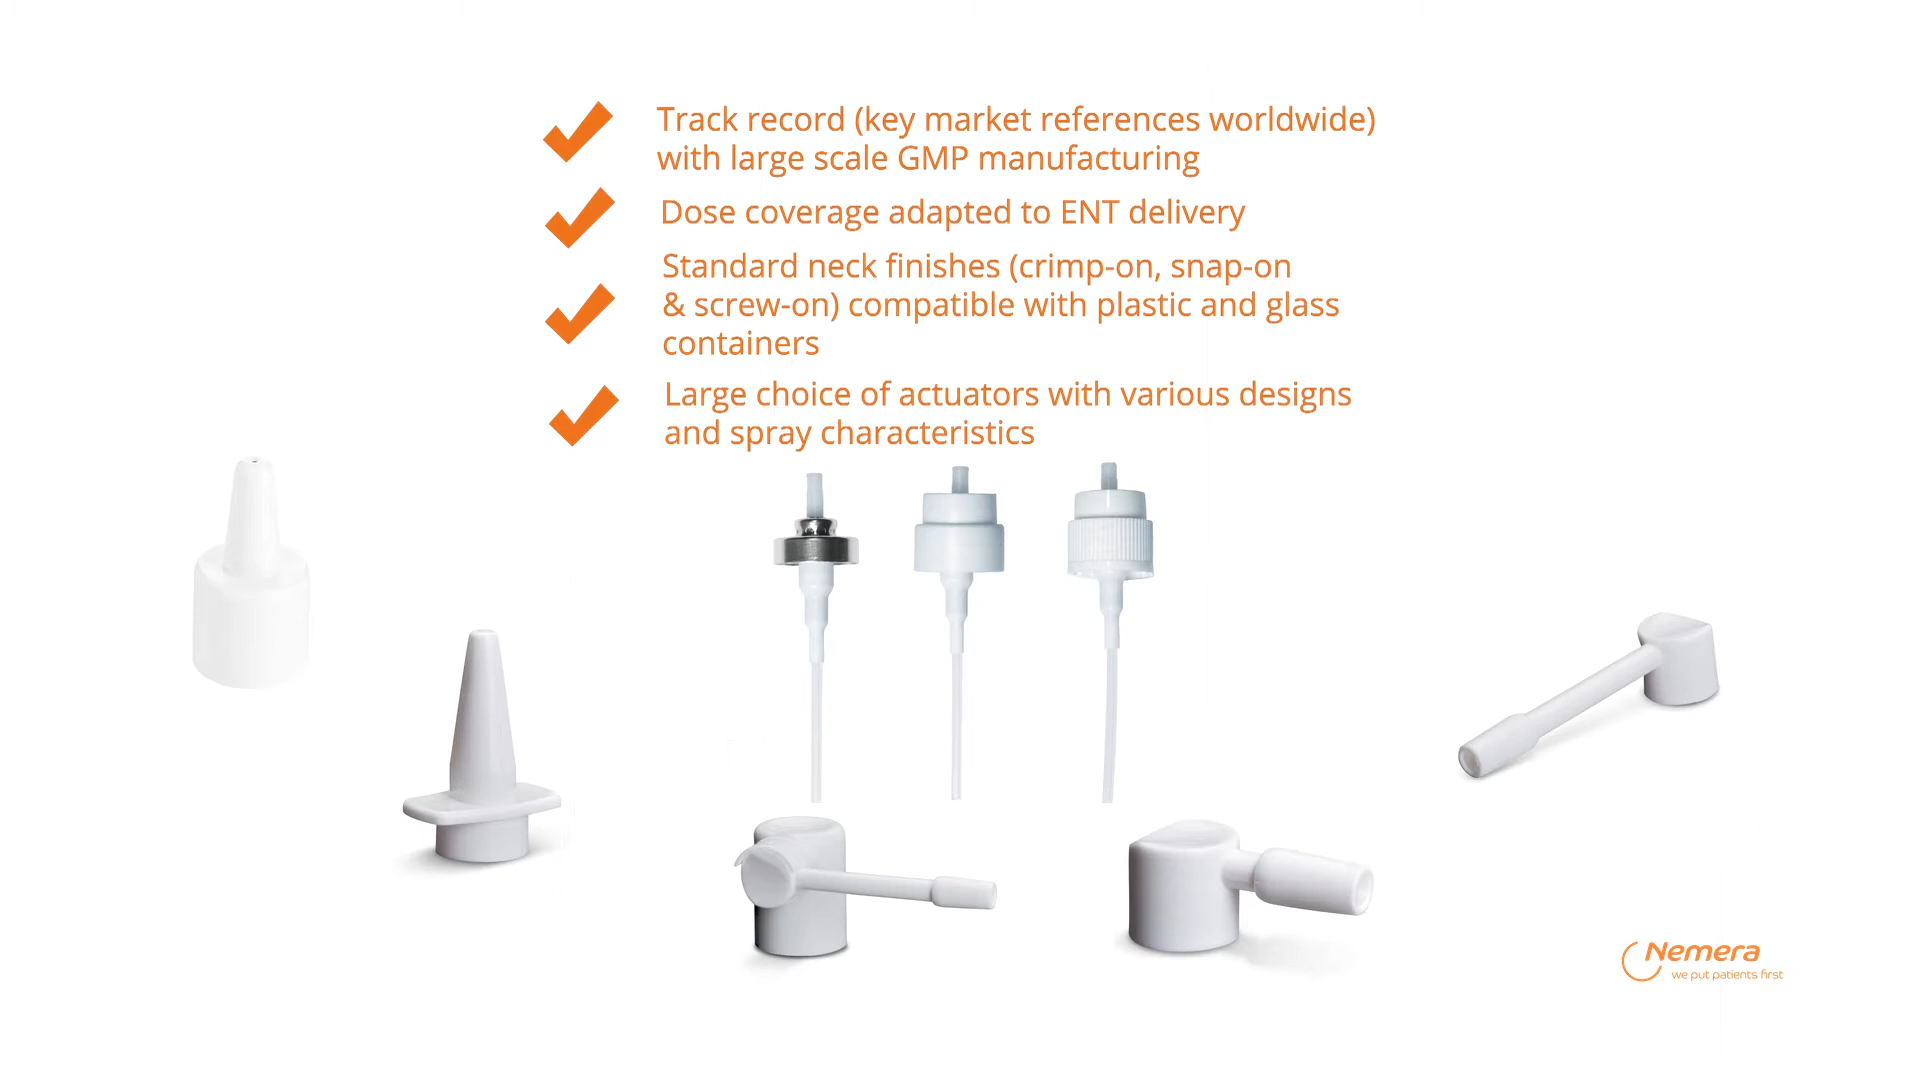 Track record (key market references worldwide)
with large scale GMP manufacturing
Dose coverage adapted to ENT delivery
Standard neck finishes (crimp-on, snap-on
& screw-on) compatible with plastic and glass
containers
Large choice of actuators with various designs
and spray characteristics
Nemera
we put patients first